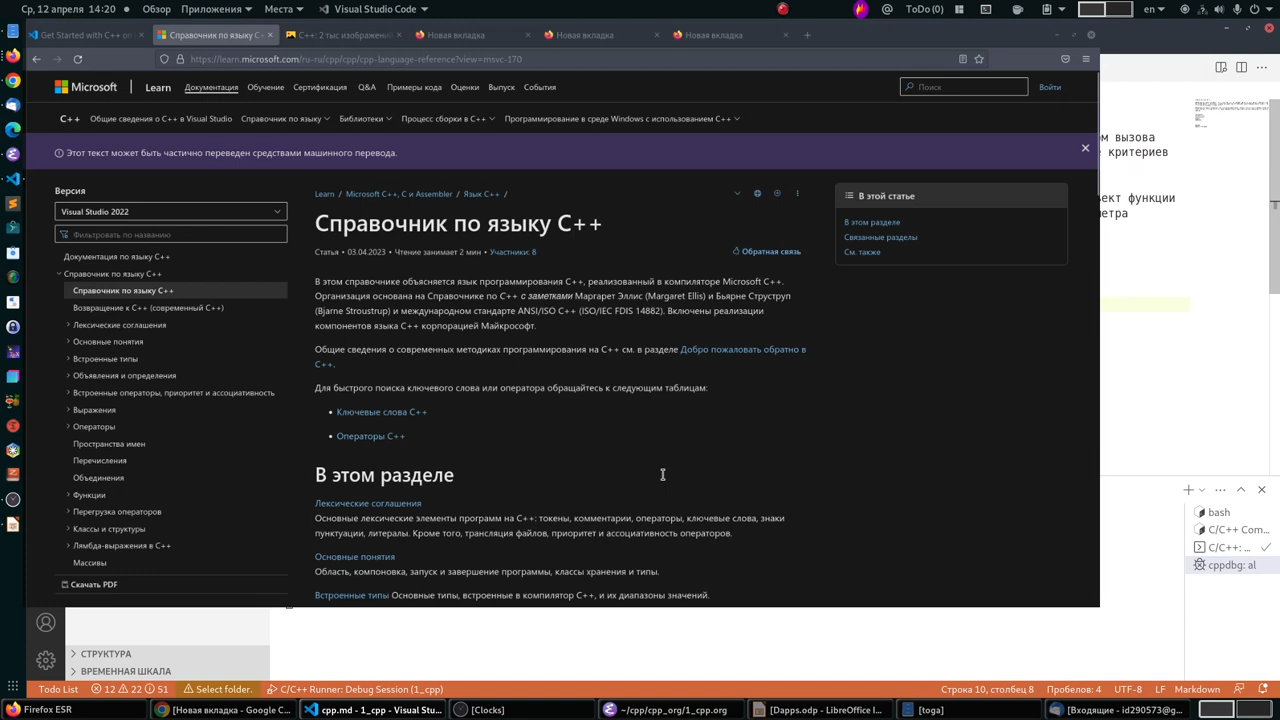 Ср, 12 апреля 14:20
Обзор
Приложения
Места
Visual Studio Code
ToDo (0)
en
Get Started with C++ on
Справочник по языку C
C++: 2 тыс изображений
Новая вкладка
Новая вкладка
Новая вкладка
https://learn.microsoft.com/ru-ru/cpp/cpp/cpp-language-reference?view=msvc-170
Microsoft
Learn
Документация
Обучение
Сертификация
Q&A
Примеры кода
Оценки
Выпуск
События
Поиск
Войти
C++
Общие сведения о C++ в Visual Studio
Справочник по языку
Библиотеки
Процесс сборки в C++
Программирование в среде Windows с использованием C++
Этот текст может быть частично переведен средствами машинного перевода.
Версия
Visual Studio 2022
Фильтровать по названию
Документация по языку C++
Справочник по языку C++
Справочник по языку C++
Возвращение к C++ (современный C++)
Лексические соглашения
Основные понятия
Встроенные типы
Объявления и определения
Встроенные операторы, приоритет и ассоциативность
Выражения
Операторы
Пространства имен
Перечисления
Объединения
Функции
Перегрузка операторов
Классы и структуры
Лямбда-выражения в C++
Массивы
Скачать PDF
Learn / Microsoft C++, C и Assembler / Язык C++ /
Справочник по языку C++
Статья • 03.04.2023 • Чтение занимает 2 мин • Участники: 8
Обратная связь
В этом справочнике объясняется язык программирования C++, реализованный в компиляторе Microsoft C++.
Организация основана на Справочнике по C++ с заметками Маргарет Эллис (Margaret Ellis) и Бьярне Струструп
(Bjarne Stroustrup) и международном стандарте ANSI/ISO C++ (ISO/IEC FDIS 14882). Включены реализации
компонентов языка C++ корпорацией Майкрософт.
Общие сведения о современных методиках программирования на C++ см. в разделе Добро пожаловать обратно в
C++.
Для быстрого поиска ключевого слова или оператора обращайтесь к следующим таблицам:
• Ключевые слова C++
• Операторы C++
В этом разделе
Лексические соглашения
Основные лексические элементы программ на C++: токены, комментарии, операторы, ключевые слова, знаки
пунктуации, литералы. Кроме того, трансляция файлов, приоритет и ассоциативность операторов.
Основные понятия
Область, компоновка, запуск и завершение программы, классы хранения и типы.
Встроенные типы Основные типы, встроенные в компилятор C++, и их диапазоны значений.
В этой статье
В этом разделе
Связанные разделы
См. также
м вызова
критериев
ект функции
метра
bash
C/C++ Com...
C/C++: ...
cppdbg: al
СТРУКТУРА
ВРЕМЕННАЯ ШКАЛА
Todo List
12 22 51
Select folder.
C/C++ Runner: Debug Session (1_cpp)
Строка 10, столбец 8
Пробелов: 4
UTF-8
LF
Markdown
Firefox ESR
[Новая вкладка - Google C...
cpp.md - 1_cpp - Visual Stu...
[Clocks]
~/cpp/cpp_org/1_cpp.org
[Dapps.odp - LibreOffice I...
[toga]
[Входящие - id290573@g...